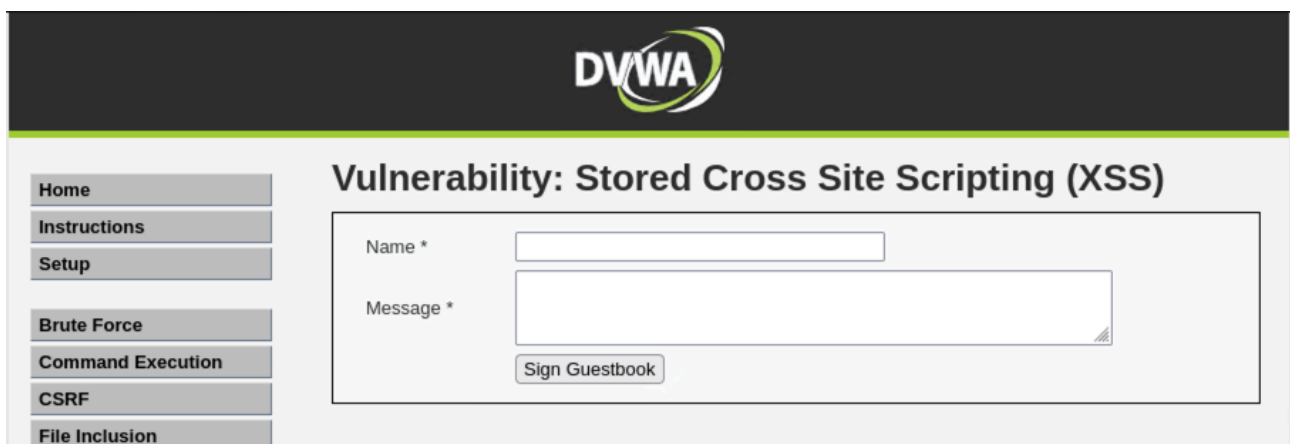 DVWA
Home
Instructions
Setup
Brute Force
Command Execution
CSRF
File Inclusion
Vulnerability: Stored Cross Site Scripting (XSS)
Name *
Message *
Sign Guestbook